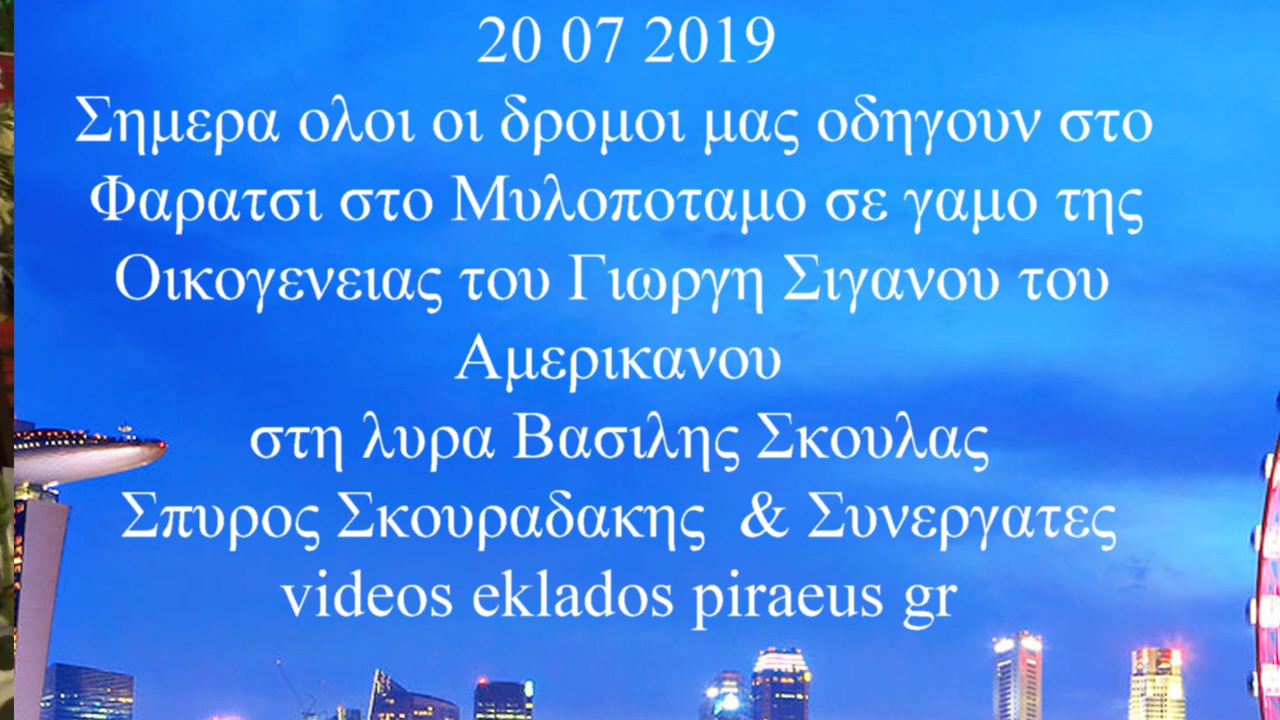 20 07 2019
Σημερα ολοι οι δρομοι μας οδηγουν στο
Φαρατσι στο Μυλοποταμο σε γαμο της
Οικογενειας του Γιωργη Σιγανου του
Αμερικανου
στη λυρα Βασιλης Σκουλας
Σπυρος Σκουραδακης & Συνεργατες
videos eklados piraeus gr